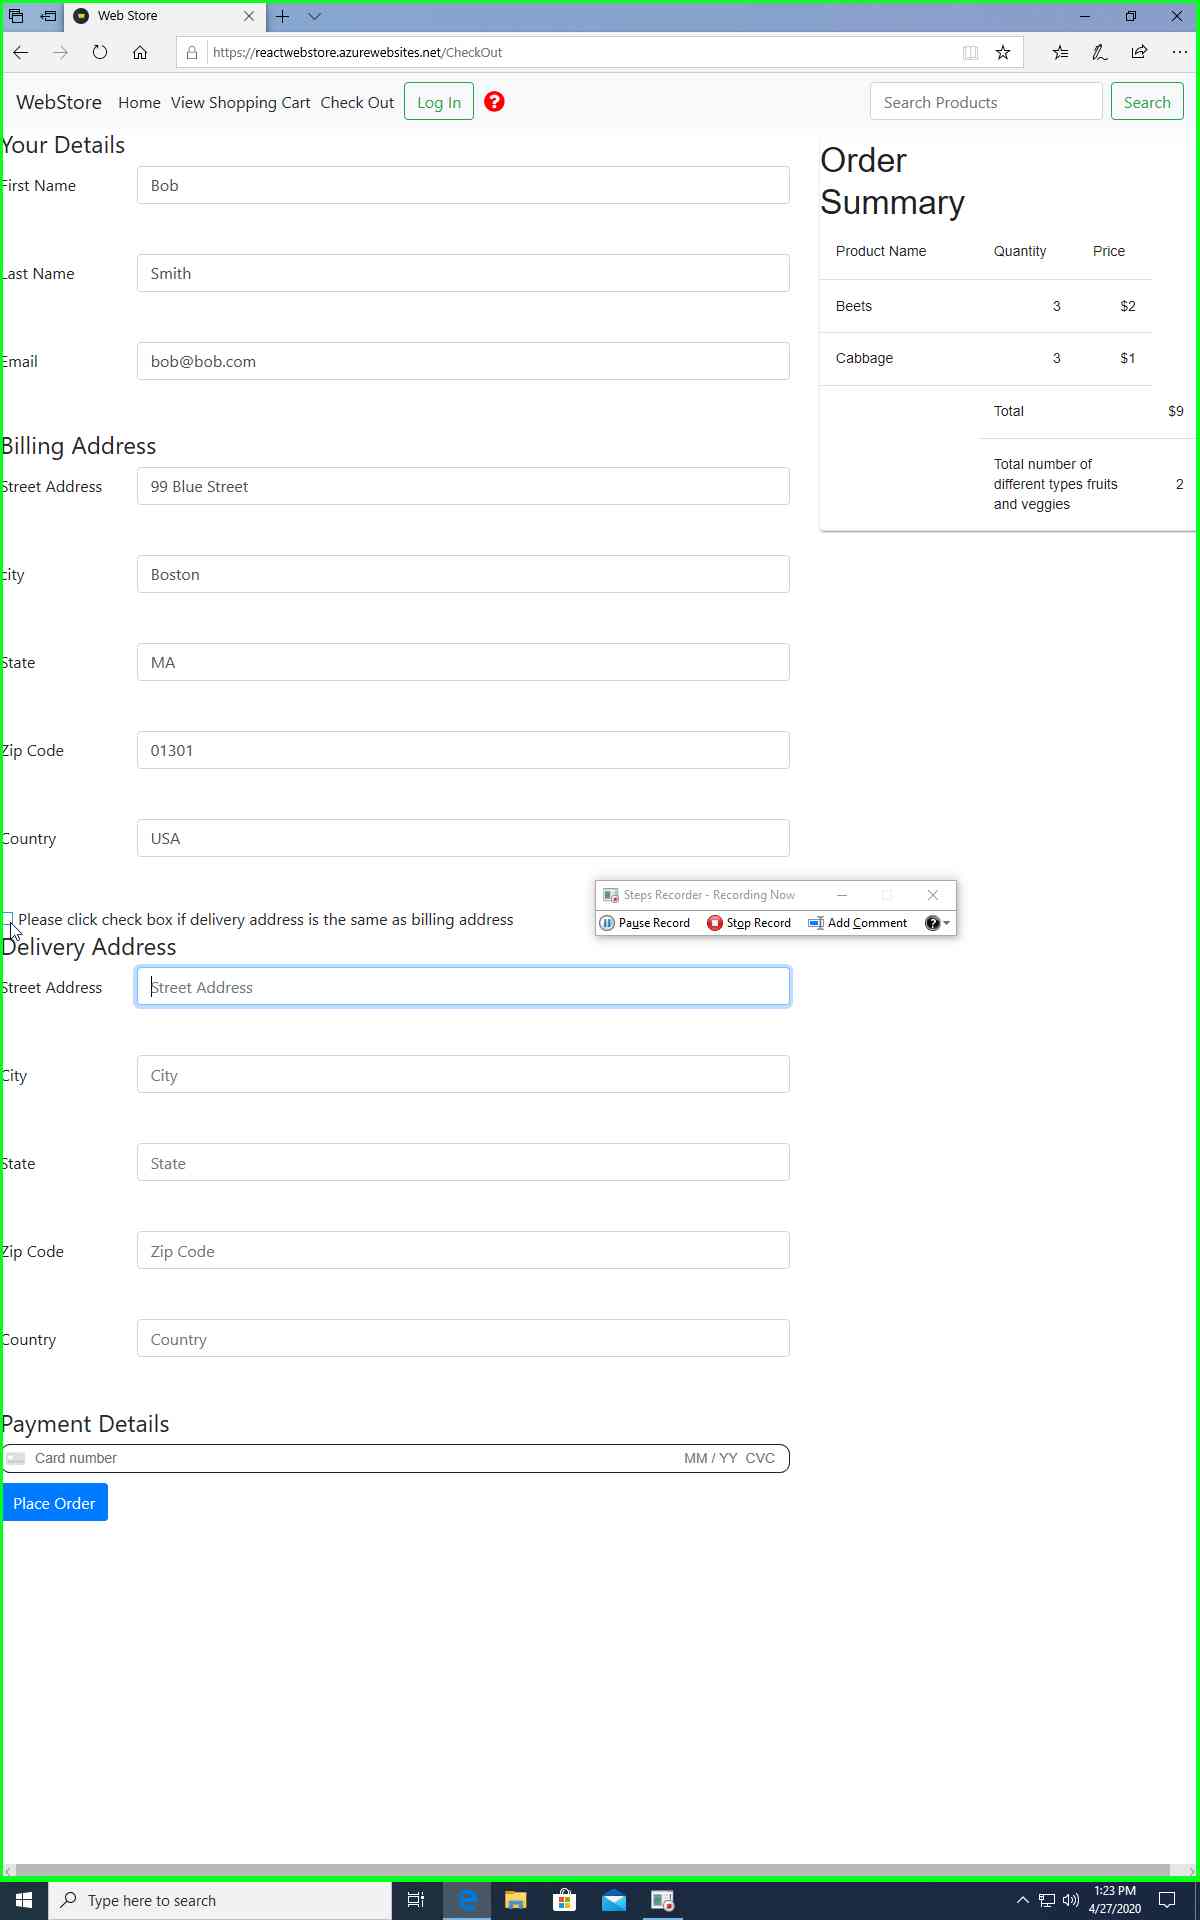 Web Store
https://reactwebstore.azurewebsites.net/CheckOut
WebStore Home View Shopping Cart Check Out Log In ? Search Products Search
Your Details
First Name Bob
Last Name Smith
Email bob@bob.com
Billing Address
Street Address 99 Blue Street
city Boston
State MA
Zip Code 01301
Country USA
Please click check box if delivery address is the same as billing address
Delivery Address
Street Address Street Address
City City
State State
Zip Code Zip Code
Country Country
Payment Details
Card number MM / YY CVC
Place Order
Order
Summary
Product Name Quantity Price
Beets 3 $2
Cabbage 3 $1
Total $9
Total number of
different types fruits
and veggies 2
Steps Recorder - Recording Now
Pause Record Stop Record Add Comment ?
Type here to search
1:23 PM
4/27/2020